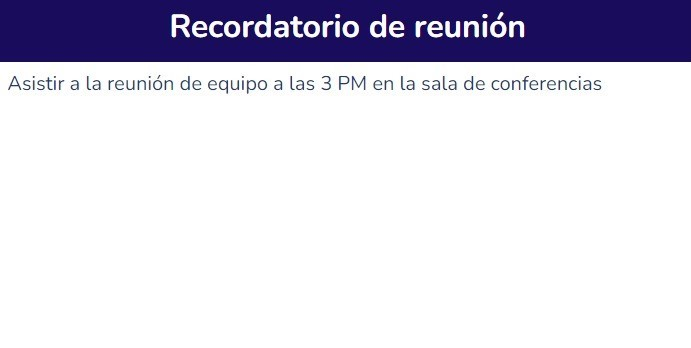 Recordatorio de reunión
Asistir a la reunión de equipo a las 3 PM en la sala de conferencias